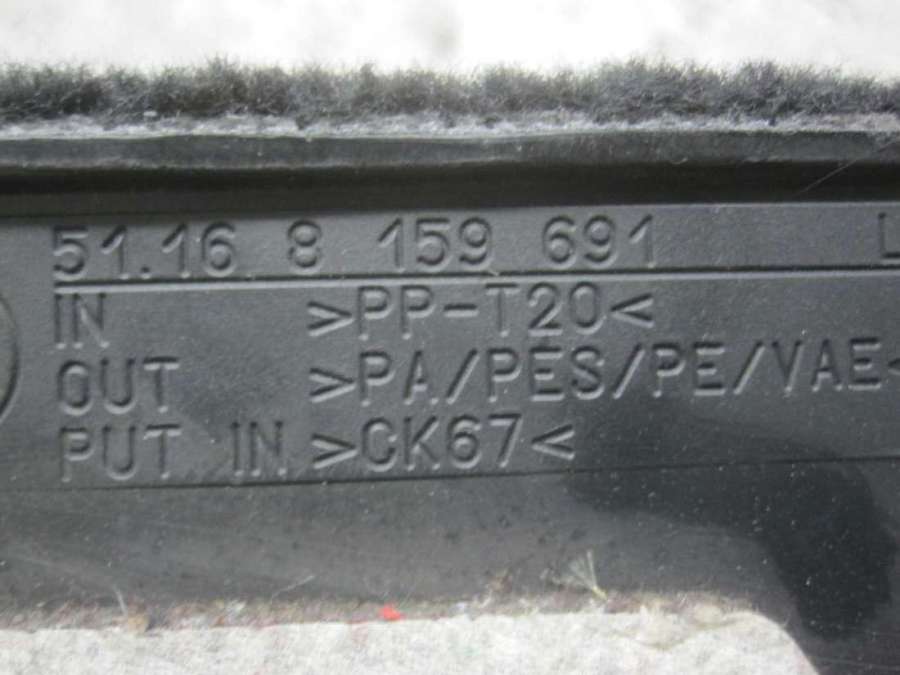 51.16 8 159 691 L
IN >PP-T20<
OUT >PA/PES/PE/VAE<
PUT IN >CK67<